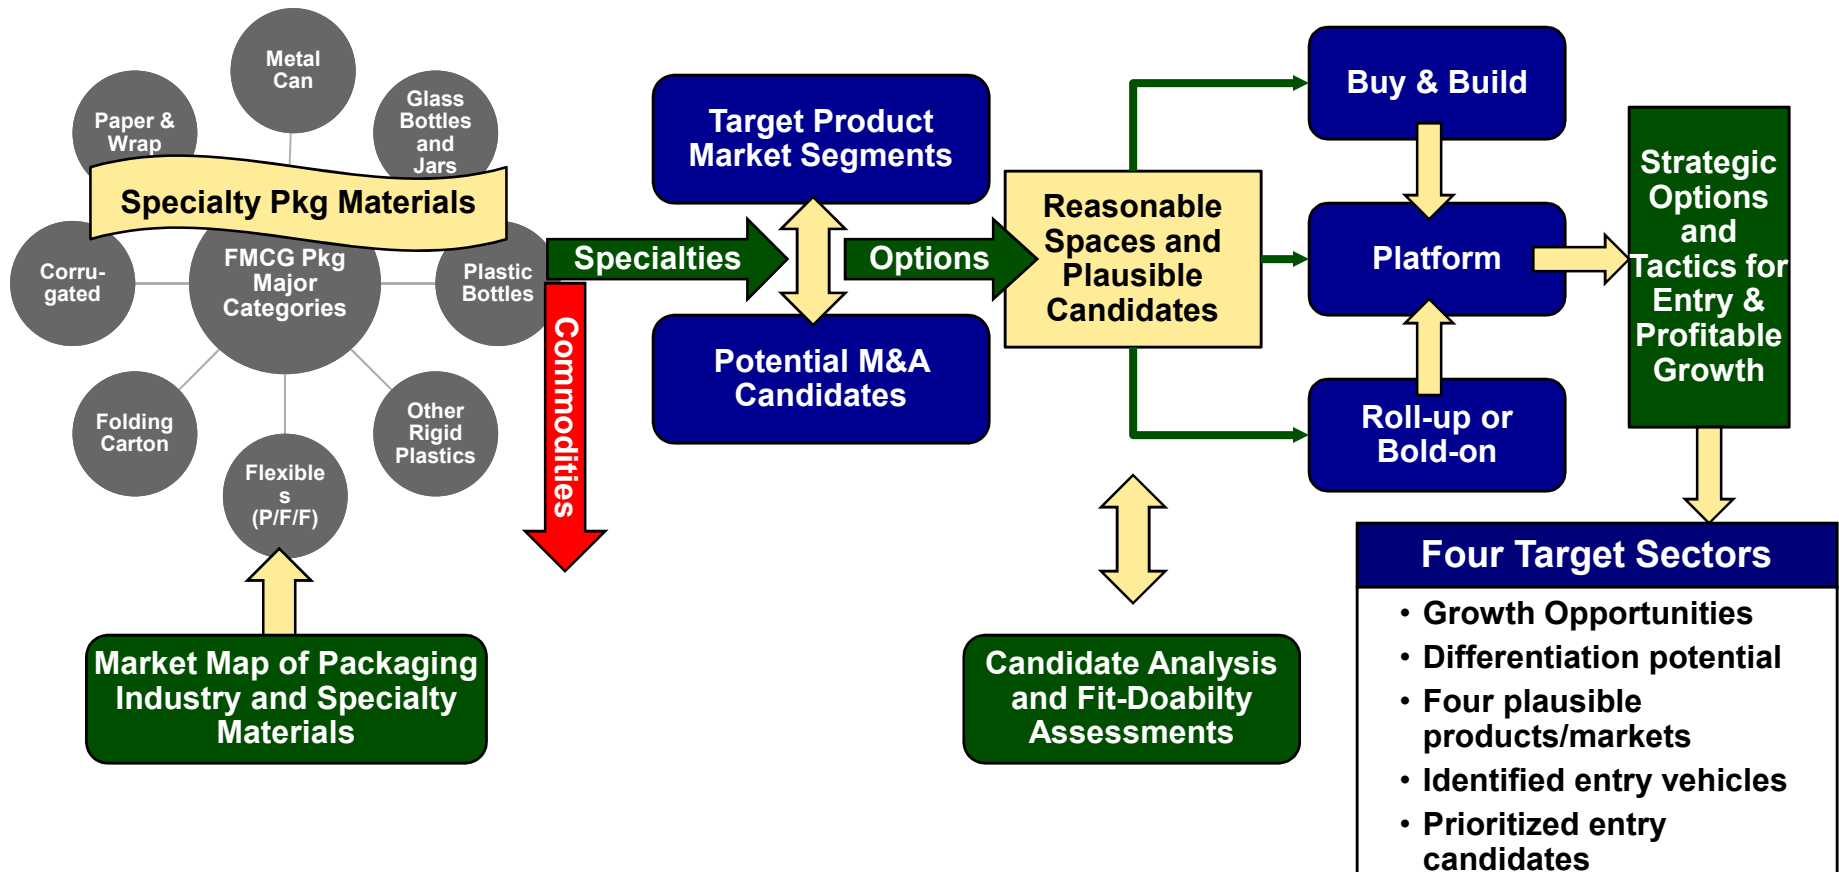 Metal
Can
Glass
Bottles
and
Jars
Paper &
Wrap
Specialty Pkg Materials
FMCG Pkg
Major
Categories
Corru-
gated
Plastic
Bottles
Folding
Carton
Other
Rigid
Plastics
Flexible
s
(P/F/F)
Market Map of Packaging
Industry and Specialty
Materials
Specialties
Commodities
Target Product
Market Segments
Potential M&A
Candidates
Options
Reasonable
Spaces and
Plausible
Candidates
Candidate Analysis
and Fit-Doabilty
Assessments
Buy & Build
Platform
Roll-up or
Bold-on
Strategic
Options
and
Tactics for
Entry &
Profitable
Growth
Four Target Sectors
• Growth Opportunities
• Differentiation potential
• Four plausible
products/markets
• Identified entry vehicles
• Prioritized entry
candidates